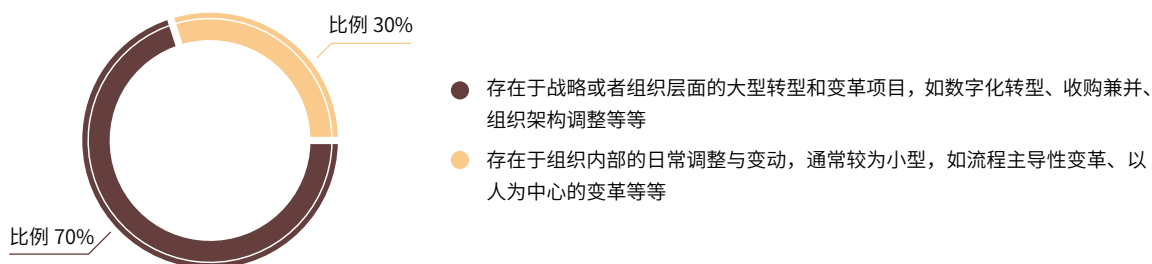 比例 30%
存在于战略或者组织层面的大型转型和变革项目，如数字化转型、收购兼并、
组织架构调整等等
存在于组织内部的日常调整与变动，通常较为小型，如流程主导性变革、以
人为中心的变革等等
比例 70%